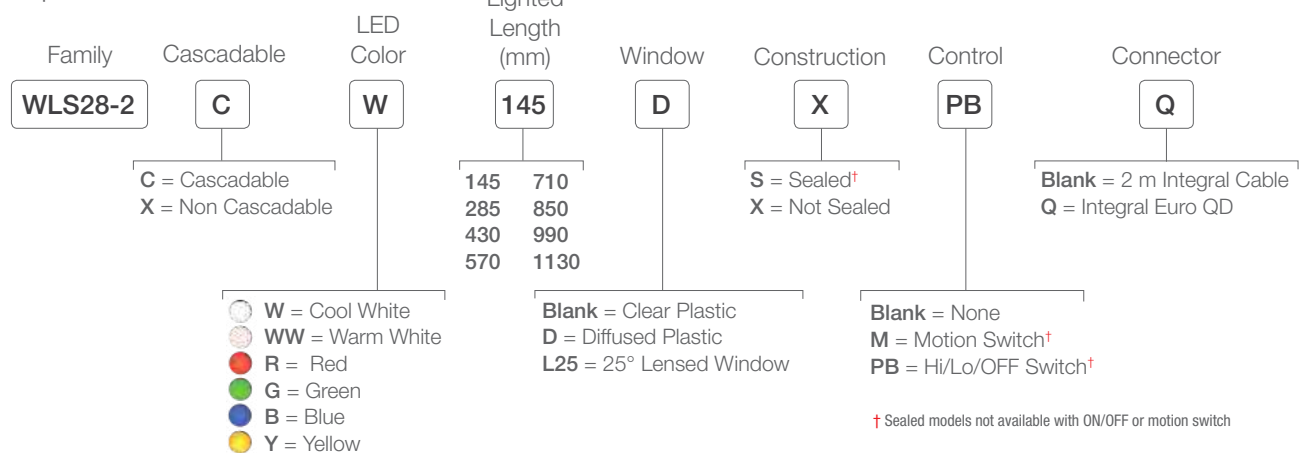 Lighted
LED Length
Family Cascadable Color (mm) Window Construction Control Connector
WLS28-2 C W 145 D X PB Q
C = Cascadable
X = Non Cascadable
145 710
285 850
430 990
570 1130
S = Sealed†
X = Not Sealed
Blank = 2 m Integral Cable
Q = Integral Euro QD
W = Cool White
WW = Warm White
R = Red
G = Green
B = Blue
Y = Yellow
Blank = Clear Plastic
D = Diffused Plastic
L25 = 25° Lensed Window
Blank = None
M = Motion Switch†
PB = Hi/Lo/OFF Switch†
† Sealed models not available with ON/OFF or motion switch